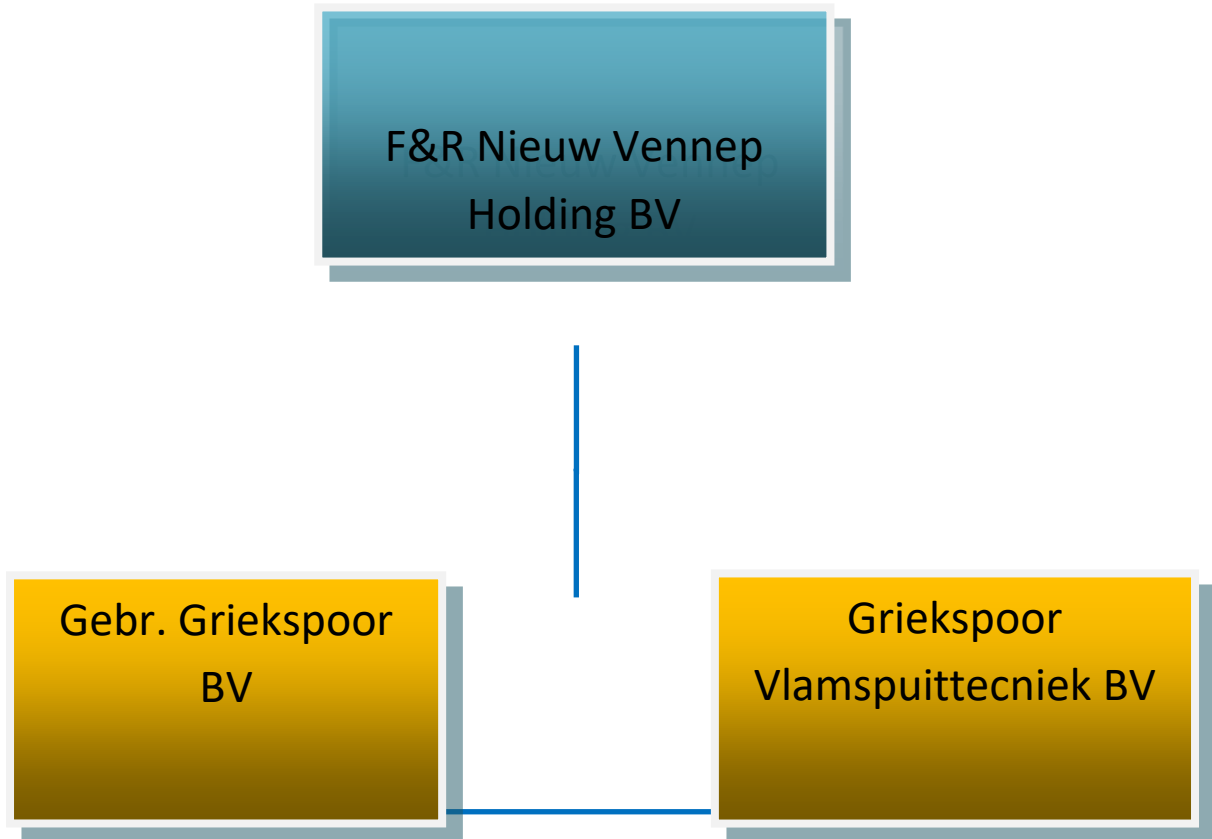 F&R Nieuw Vennep
Holding BV
Gebr. Griekspoor
BV
Griekspoor
Vlamspuittecniek BV